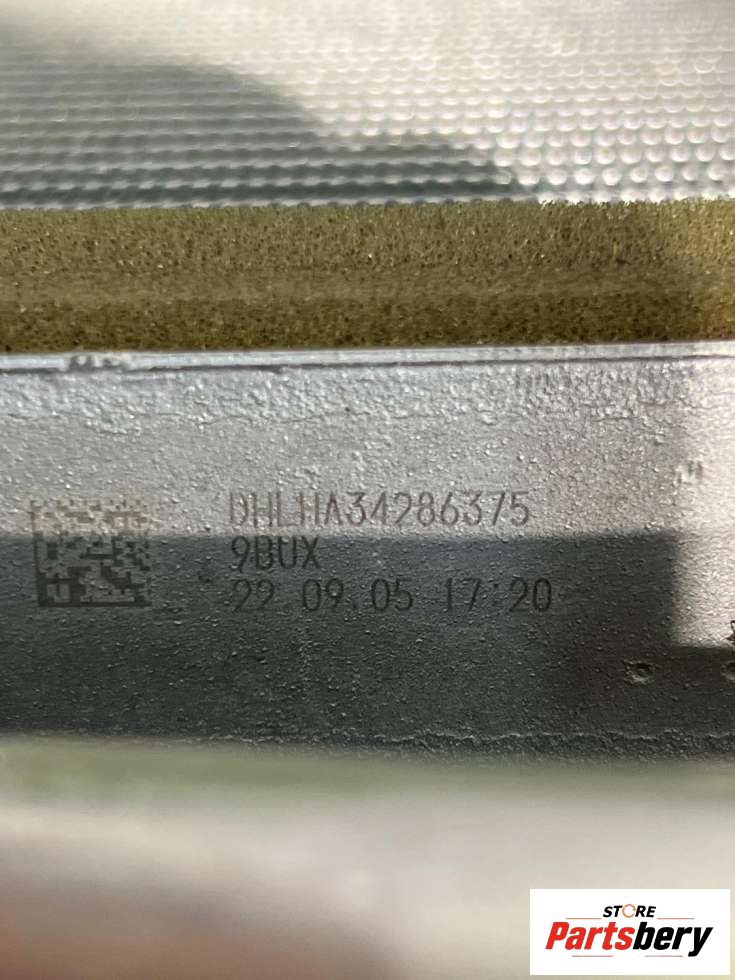 DHLHA34286375
9BUX
22.09.05 17:20
STORE
Partsbery